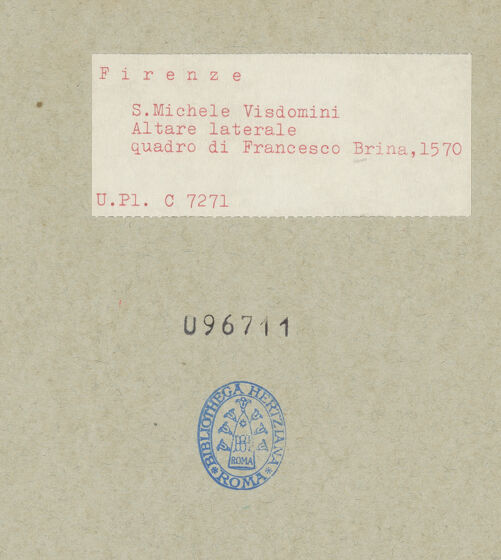 Firenze
S.Michele Visdomini
Altare laterale
quadro di Francesco Brina,1570
U.Pl. C 7271
U96711
BIBLIOTHECA HERTZIANA
ROMA
* ROMA *